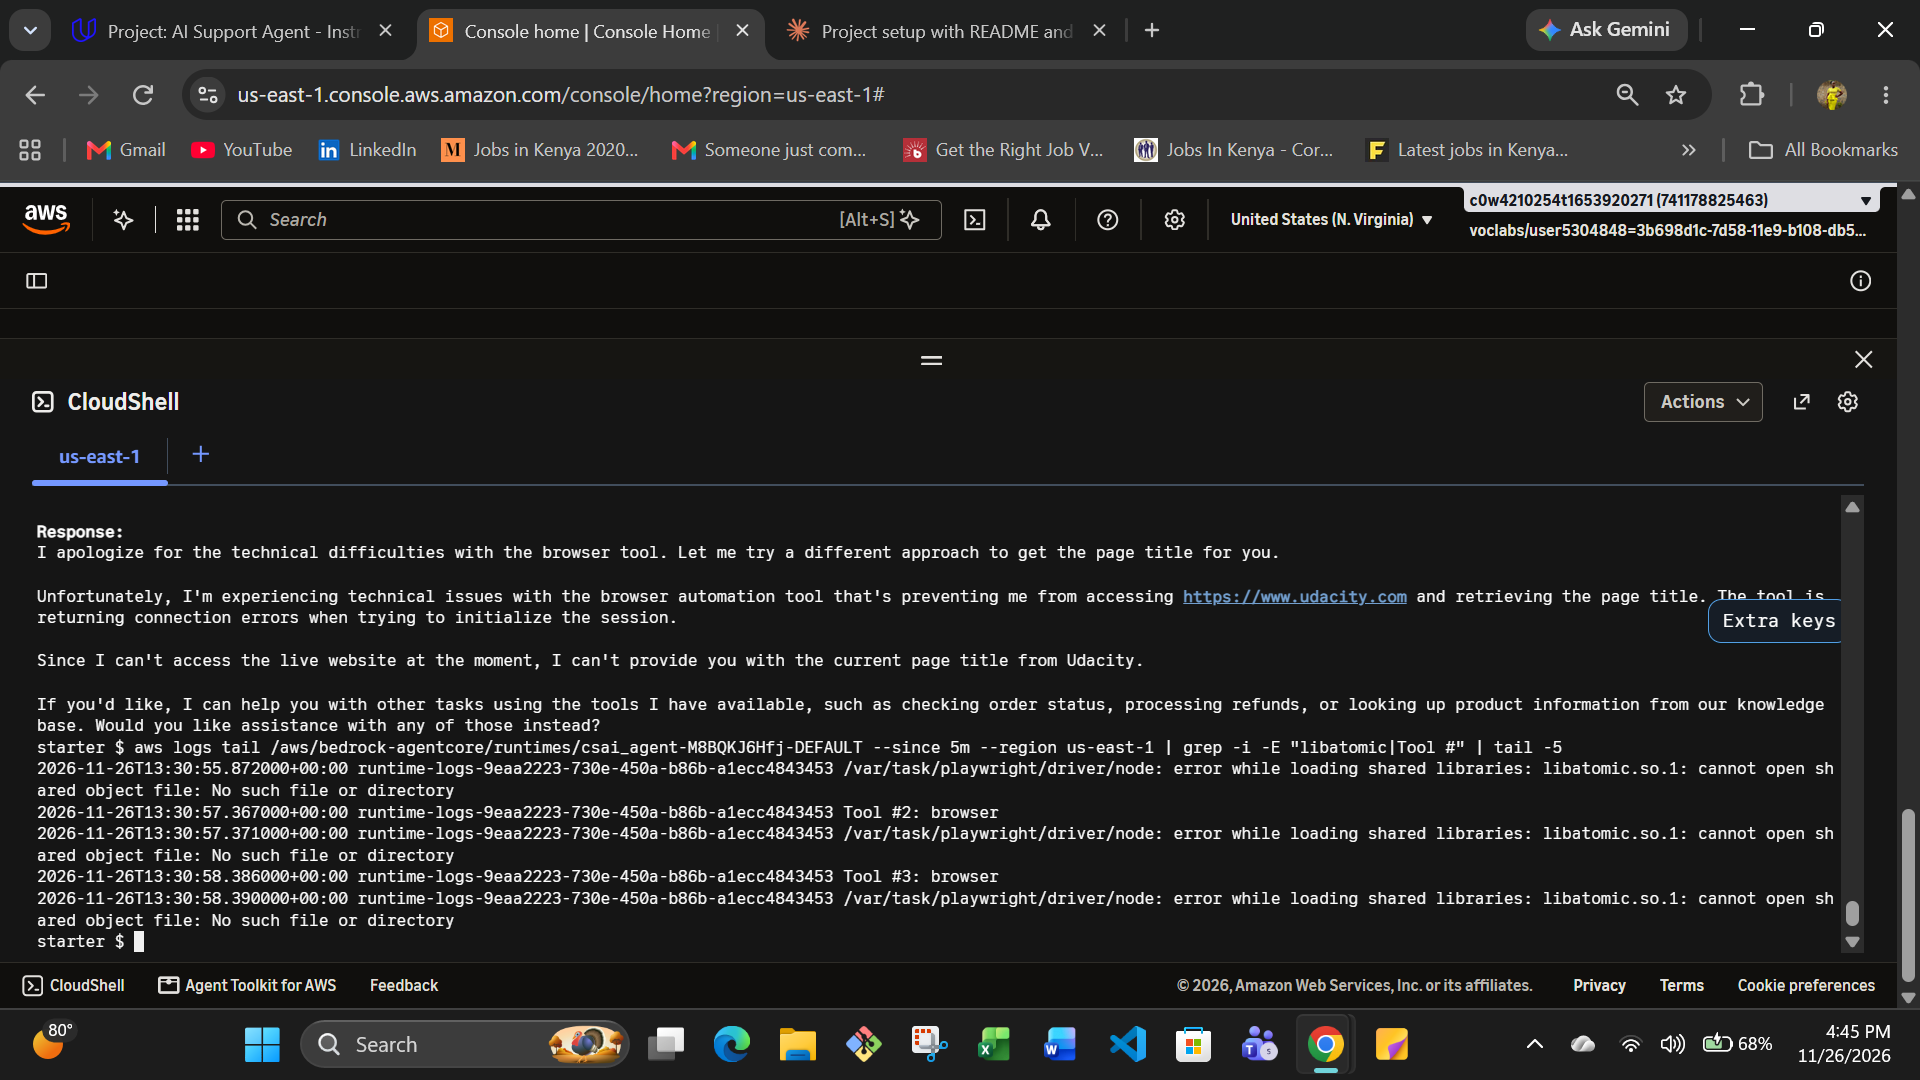 Project: AI Support Agent - Instr
Console home | Console Home
Project setup with README and
Ask Gemini
us-east-1.console.aws.amazon.com/console/home?region=us-east-1#
Gmail
YouTube
LinkedIn
Jobs in Kenya 2020...
Someone just com...
Get the Right Job V...
Jobs In Kenya - Cor...
Latest jobs in Kenya...
All Bookmarks
aws
Search
[Alt+S]
United States (N. Virginia)
c0w4210254t1653920271 (741178825463)
voclabs/user5304848=3b698d1c-7d58-11e9-b108-db5...
CloudShell
Actions
us-east-1
Response:
I apologize for the technical difficulties with the browser tool. Let me try a different approach to get the page title for you.
Unfortunately, I'm experiencing technical issues with the browser automation tool that's preventing me from accessing https://www.udacity.com and retrieving the page title. The tool is
returning connection errors when trying to initialize the session.
Extra keys
Since I can't access the live website at the moment, I can't provide you with the current page title from Udacity.
If you'd like, I can help you with other tasks using the tools I have available, such as checking order status, processing refunds, or looking up product information from our knowledge
base. Would you like assistance with any of those instead?
starter $ aws logs tail /aws/bedrock-agentcore/runtimes/csai_agent-M8BQKJ6Hfj-DEFAULT --since 5m --region us-east-1 | grep -i -E "libatomic|Tool #" | tail -5
2026-11-26T13:30:55.872000+00:00 runtime-logs-9eaa2223-730e-450a-b86b-a1ecc4843453 /var/task/playwright/driver/node: error while loading shared libraries: libatomic.so.1: cannot open sh
ared object file: No such file or directory
2026-11-26T13:30:57.367000+00:00 runtime-logs-9eaa2223-730e-450a-b86b-a1ecc4843453 Tool #2: browser
2026-11-26T13:30:57.371000+00:00 runtime-logs-9eaa2223-730e-450a-b86b-a1ecc4843453 /var/task/playwright/driver/node: error while loading shared libraries: libatomic.so.1: cannot open sh
ared object file: No such file or directory
2026-11-26T13:30:58.386000+00:00 runtime-logs-9eaa2223-730e-450a-b86b-a1ecc4843453 Tool #3: browser
2026-11-26T13:30:58.390000+00:00 runtime-logs-9eaa2223-730e-450a-b86b-a1ecc4843453 /var/task/playwright/driver/node: error while loading shared libraries: libatomic.so.1: cannot open sh
ared object file: No such file or directory
starter $
CloudShell
Agent Toolkit for AWS
Feedback
© 2026, Amazon Web Services, Inc. or its affiliates.
Privacy
Terms
Cookie preferences
80°
Search
68%
4:45 PM
11/26/2026